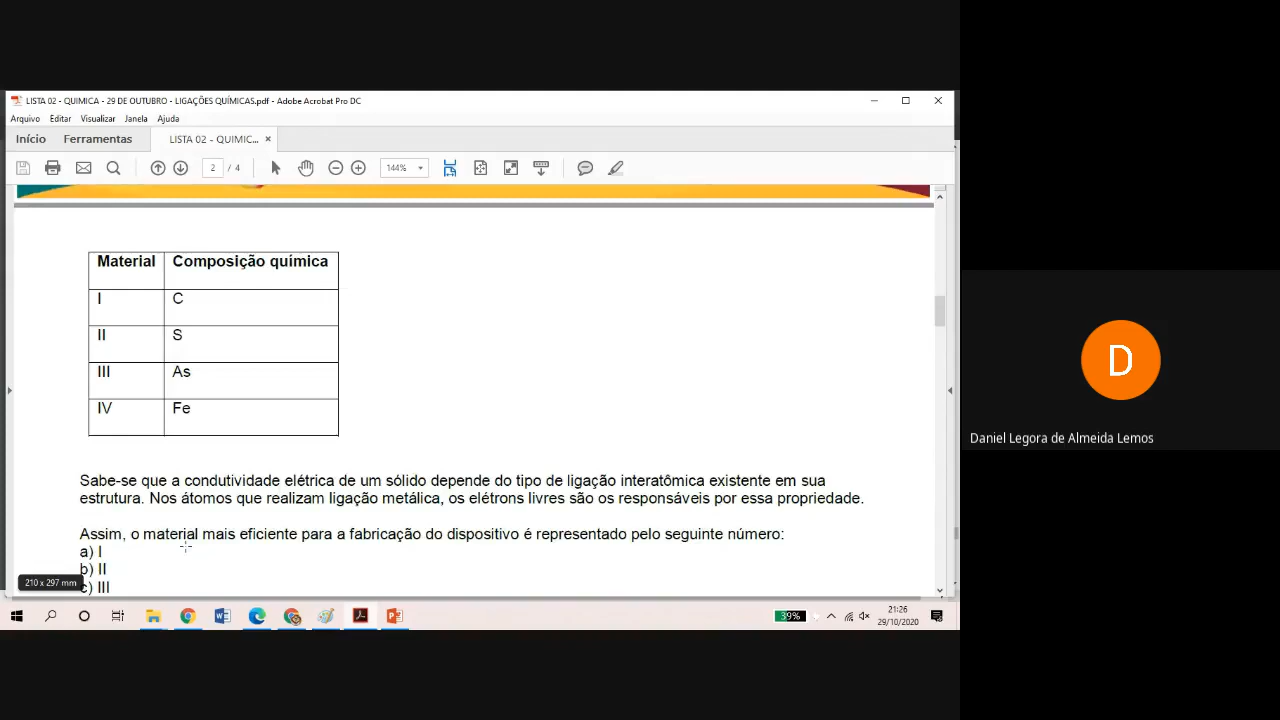 LISTA 02 - QUIMICA - 29 DE OUTUBRO - LIGAÇÕES QUÍMICAS.pdf - Adobe Acrobat Pro DC
Arquivo Editar Visualizar Janela Ajuda
Início Ferramentas LISTA 02 - QUIMIC... ×
2 / 4 144%
Material Composição química
I C
II S
III As
IV Fe
Sabe-se que a condutividade elétrica de um sólido depende do tipo de ligação interatômica existente em sua
estrutura. Nos átomos que realizam ligação metálica, os elétrons livres são os responsáveis por essa propriedade.
Assim, o material mais eficiente para a fabricação do dispositivo é representado pelo seguinte número:
a) I
b) II
c) III
210 x 297 mm
39% 21:26
29/10/2020
D
Daniel Legora de Almeida Lemos